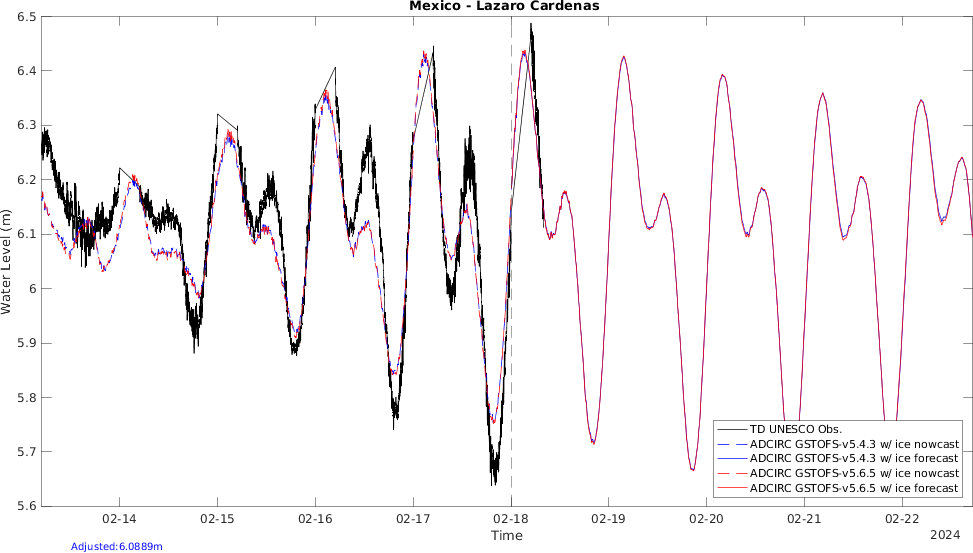 Mexico - Lazaro Cardenas
6.5
6.4
6.3
6.2
6.1
6
5.9
5.8
5.7
5.6
Water Level (m)
02-14 02-15 02-16 02-17 02-18 02-19 02-20 02-21 02-22
Time
2024
TD UNESCO Obs.
ADCIRC GSTOFS-v5.4.3 w/ ice nowcast
ADCIRC GSTOFS-v5.4.3 w/ ice forecast
ADCIRC GSTOFS-v5.6.5 w/ ice nowcast
ADCIRC GSTOFS-v5.6.5 w/ ice forecast
Adjusted:6.0889m